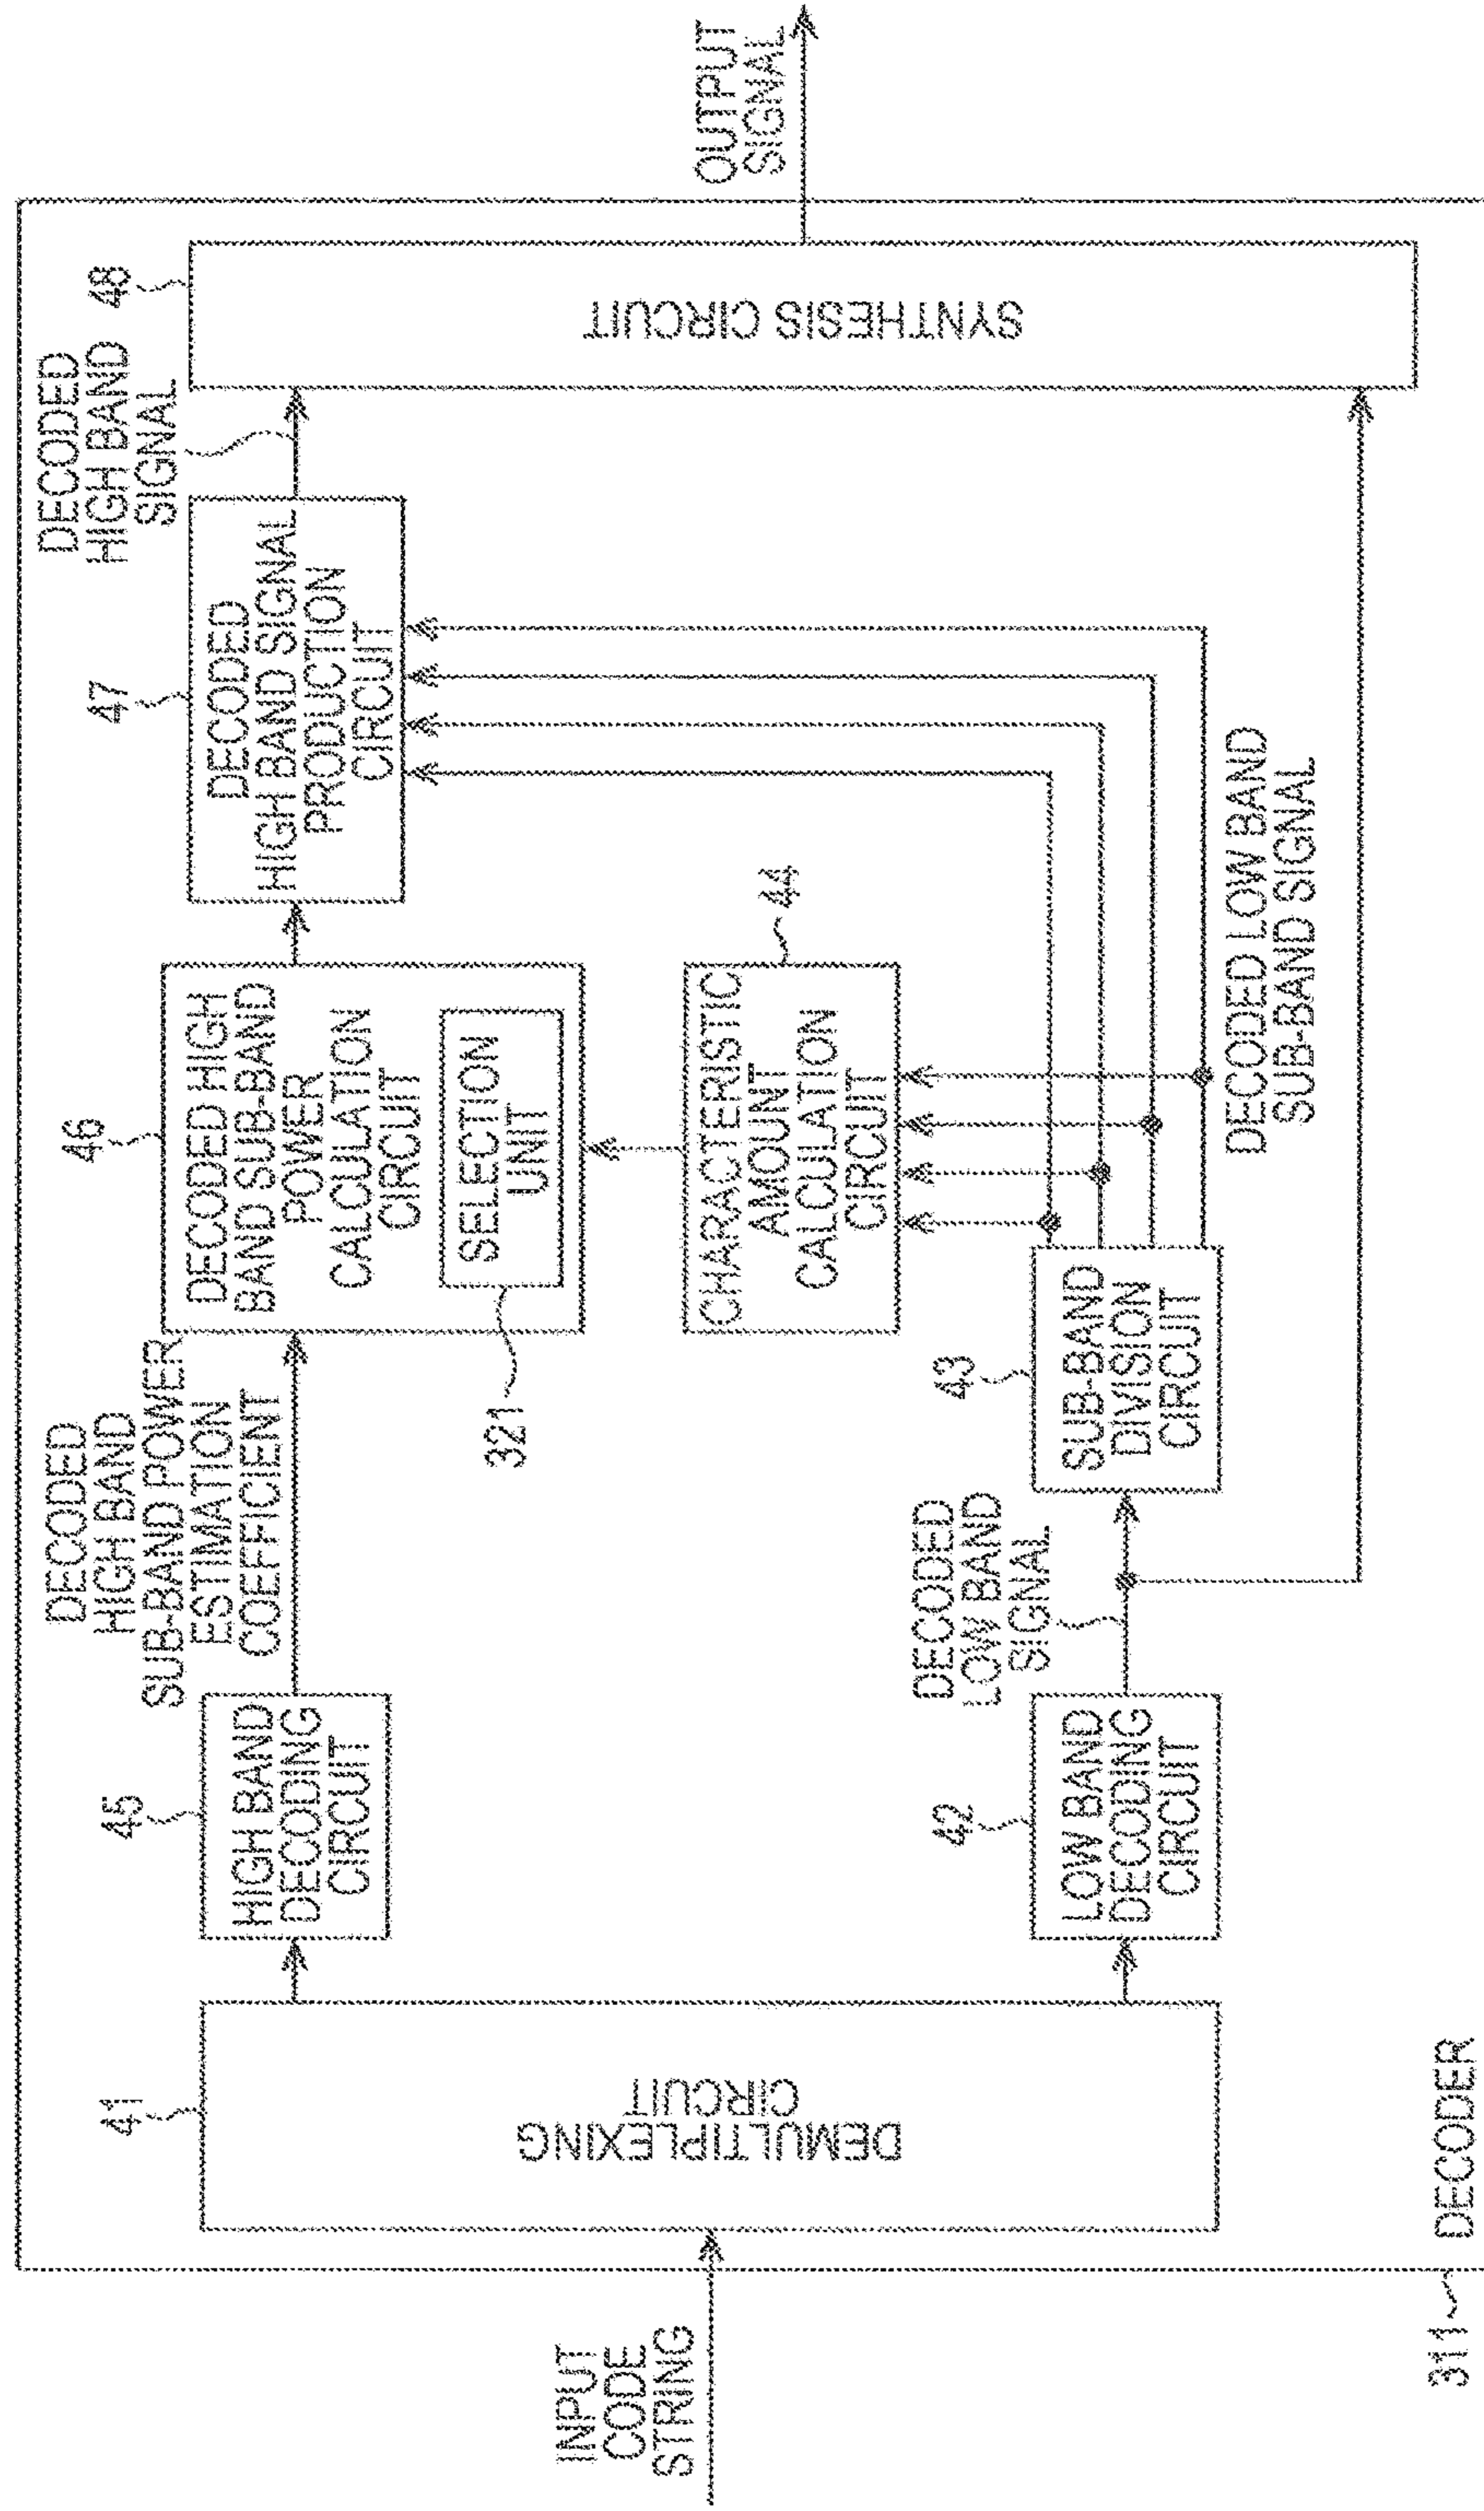 INPUT
CODE
STRING
311
DECODER
41
DEMULTIPLEXING
CIRCUIT
45
HIGH BAND
DECODING
CIRCUIT
DECODED
HIGH BAND
SUB-BAND POWER
ESTIMATION
COEFFICIENT
46
DECODED HIGH
BAND SUB-BAND
POWER
CALCULATION
CIRCUIT
SELECTION
UNIT
321
47
DECODED
HIGH BAND SIGNAL
PRODUCTION
CIRCUIT
DECODED
HIGH BAND
SIGNAL
48
SYNTHESIS CIRCUIT
OUTPUT
SIGNAL
42
LOW BAND
DECODING
CIRCUIT
DECODED
LOW BAND
SIGNAL
43
SUB-BAND
DIVISION
CIRCUIT
44
CHARACTERISTIC
AMOUNT
CALCULATION
CIRCUIT
DECODED LOW BAND
SUB-BAND SIGNAL